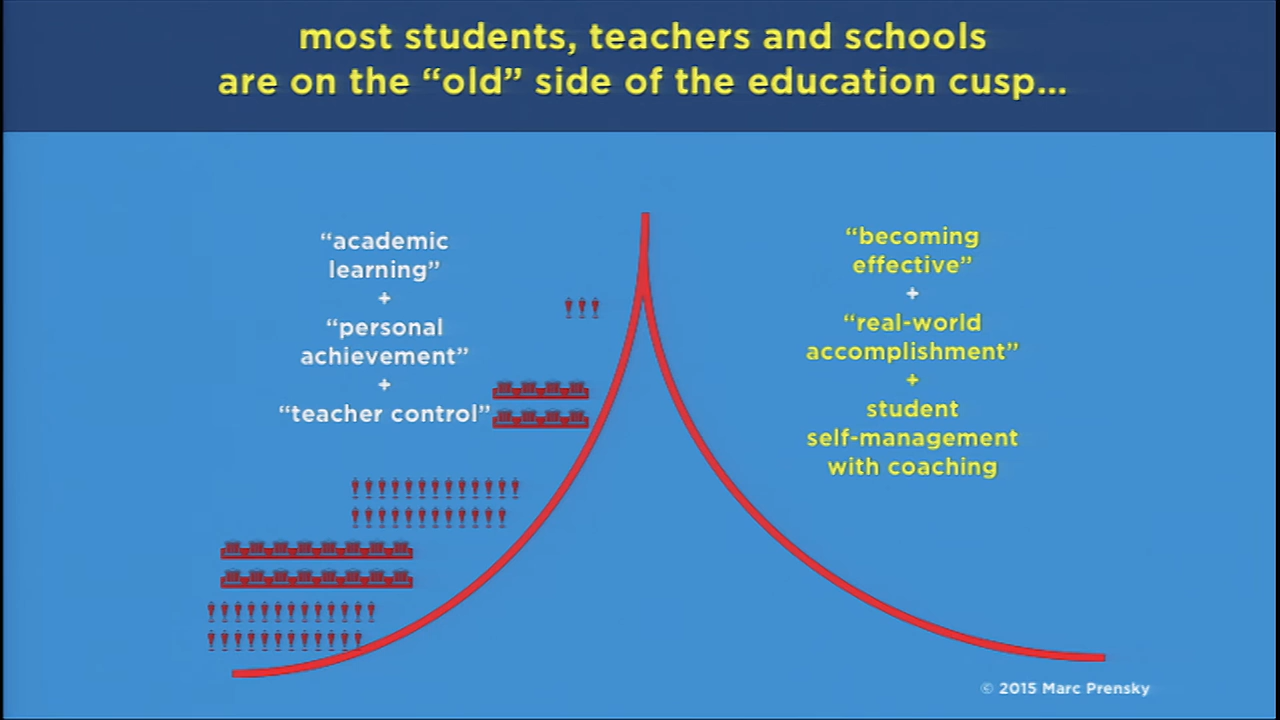 most students, teachers and schools
are on the “old” side of the education cusp...
“academic
learning”
+
“personal
achievement”
+
“teacher control”
“becoming
effective”
+
“real-world
accomplishment”
+
student
self-management
with coaching
© 2015 Marc Prensky